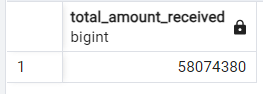 total_amount_received
bigint
1 58074380